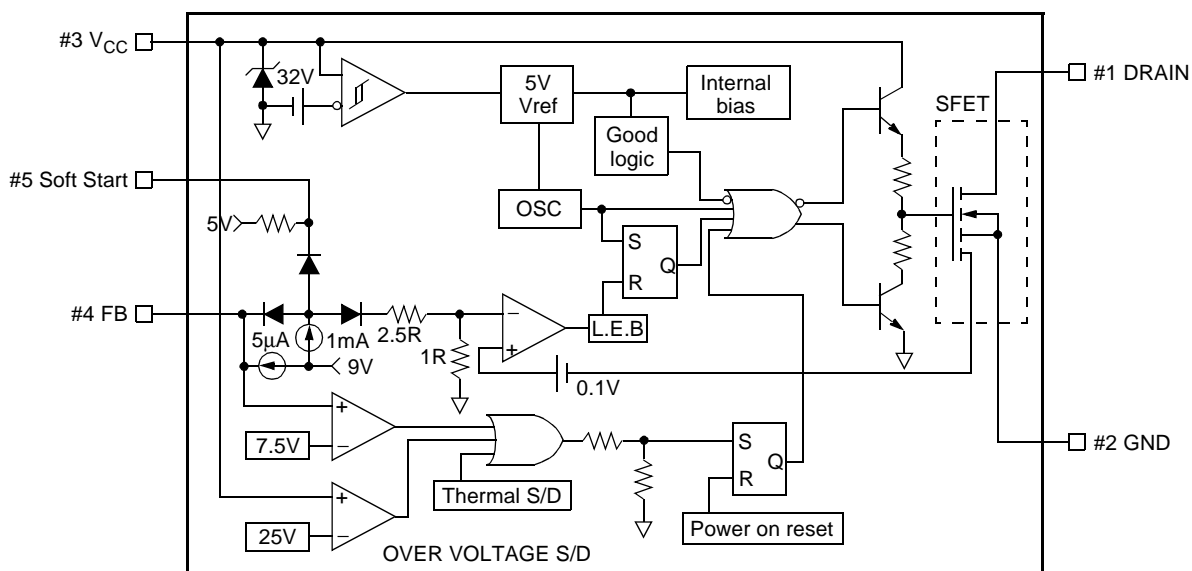 #3 VCC
#1 DRAIN
32V
5V
Vref
Internal
bias
SFET
Good
logic
#5 Soft Start
5V
OSC
S
R
Q
#4 FB
5μA
1mA
9V
2.5R
1R
−
+
L.E.B
0.1V
+
−
7.5V
Thermal S/D
S
R
Q
#2 GND
+
−
25V
Power on reset
OVER VOLTAGE S/D